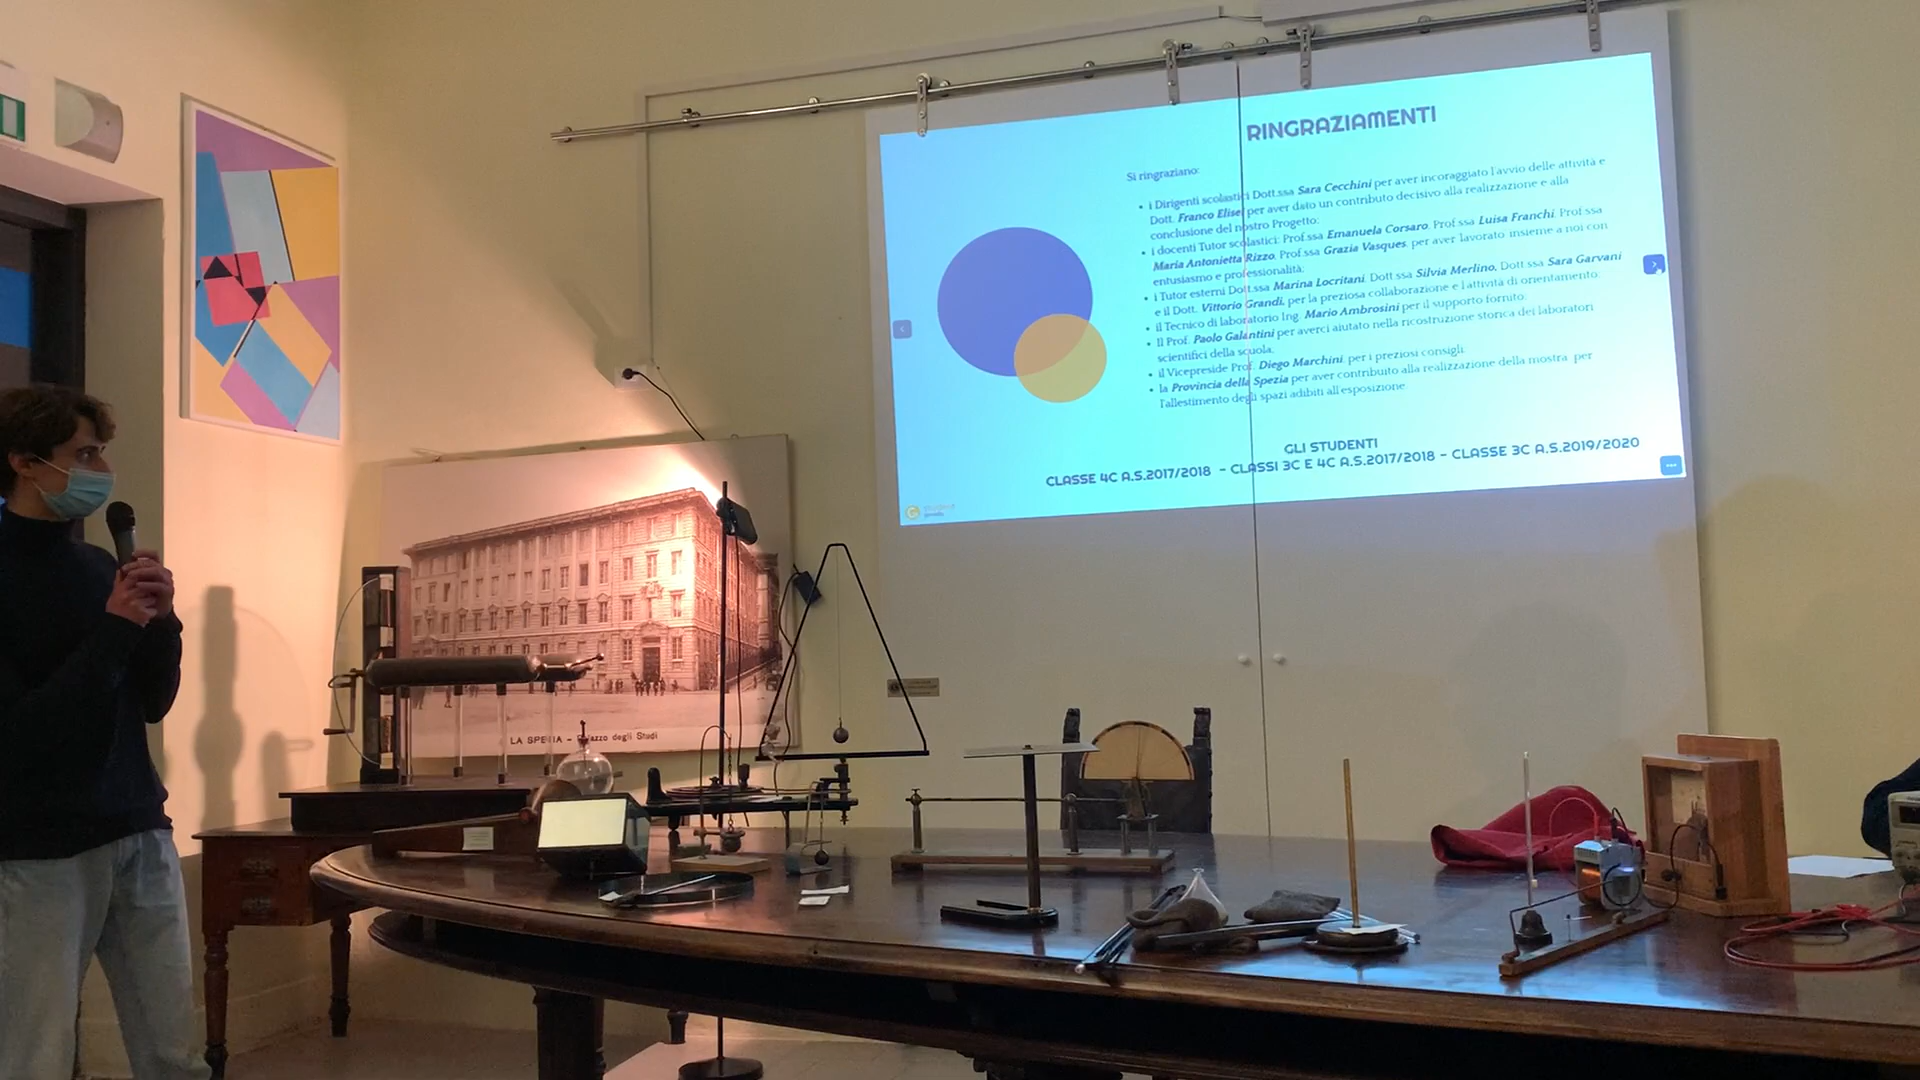 RINGRAZIAMENTI
Si ringraziano:
• i Dirigenti scolastici Dott.ssa Sara Cecchini per aver incoraggiato l'avvio delle attività e
Dott. Franco Elisei per aver dato un contributo decisivo alla realizzazione e alla
conclusione del nostro Progetto;
• i docenti Tutor scolastici: Prof.ssa Emanuela Corsaro, Prof.ssa Luisa Franchi, Prof.ssa
Maria Antonietta Rizzo, Prof.ssa Grazia Vasques, per aver lavorato insieme a noi con
entusiasmo e professionalità;
• i Tutor esterni Dott.ssa Marina Locritani, Dott.ssa Silvia Merlino, Dott.ssa Sara Garvani
e il Dott. Vittorio Grandi, per la preziosa collaborazione e l'attività di orientamento;
• il Tecnico di laboratorio Ing. Mario Ambrosini per il supporto fornito;
• Il Prof. Paolo Galantini per averci aiutato nella ricostruzione storica dei laboratori
scientifici della scuola;
• il Vicepreside Prof. Diego Marchini, per i preziosi consigli;
• la Provincia della Spezia per aver contribuito alla realizzazione della mostra per
l'allestimento degli spazi adibiti all'esposizione.
GLI STUDENTI
CLASSE 4C A.S.2017/2018 - CLASSI 3C E 4C A.S.2017/2018 - CLASSE 3C A.S.2019/2020
LA SPEZIA - Palazzo degli Studi